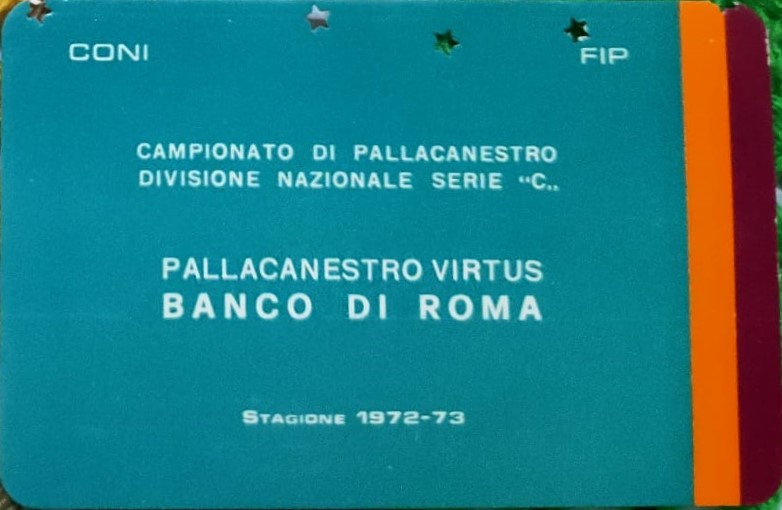 CONI FIP
CAMPIONATO DI PALLACANESTRO
DIVISIONE NAZIONALE SERIE “C„
PALLACANESTRO VIRTUS
BANCO DI ROMA
STAGIONE 1972-73